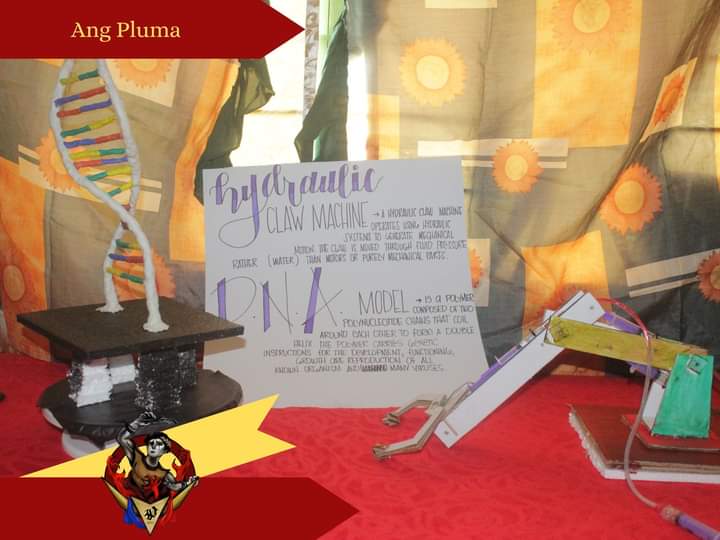 Ang Pluma
hydraulic
CLAW MACHINE → A HYDRAULIC CLAW MACHINE
OPERATES USING HYDRAULIC
SYSTEMS TO GENERATE MECHANICAL
MOTION THE CLAW IS MOVED THROUGH FLUID PRESSURE
RATHER (WATER) THAN MOTORS OR PURELY MECHANICAL PARTS.
D.N.A. MODEL → IS A POLYMER
COMPOSED OF TWO
POLYNUCLEOTIDE CHAINS THAT COIL
AROUND EACH OTHER TO FORM A DOUBLE
HELIX THE POLYMER CARRIES GENETIC
INSTRUCTIONS FOR THE DEVELOPMENT, FUNCTIONING,
GROWTH AND REPRODUCTION OF ALL
KNOWN ORGANISM AND MANY VIRUSES.